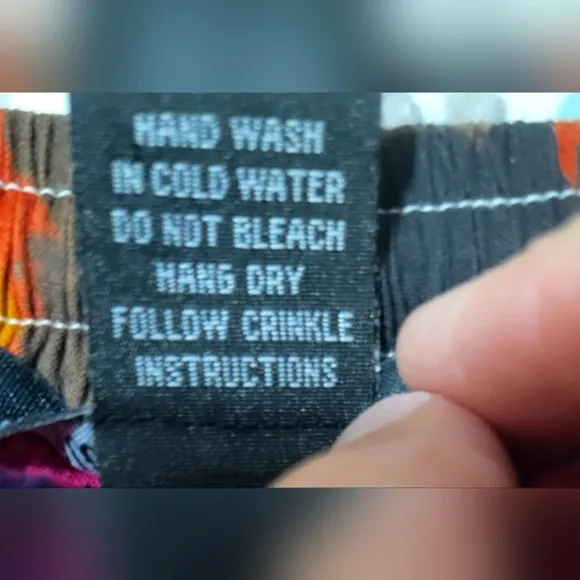 HAND WASH
IN COLD WATER
DO NOT BLEACH
HANG DRY
FOLLOW CRINKLE
INSTRUCTIONS